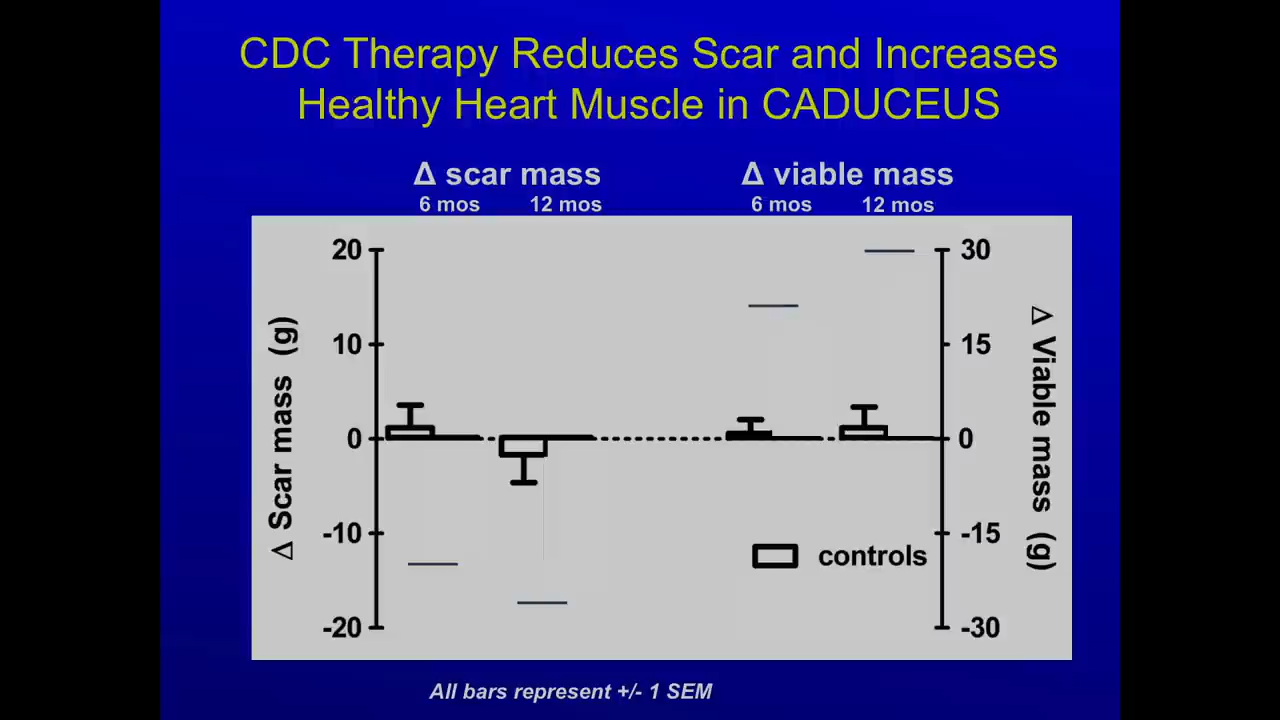 CDC Therapy Reduces Scar and Increases
Healthy Heart Muscle in CADUCEUS
Δ scar mass
6 mos 12 mos
Δ viable mass
6 mos 12 mos
Δ Scar mass (g)
20
10
0
-10
-20
30
15
0
-15
-30
Δ Viable mass (g)
controls
All bars represent +/- 1 SEM